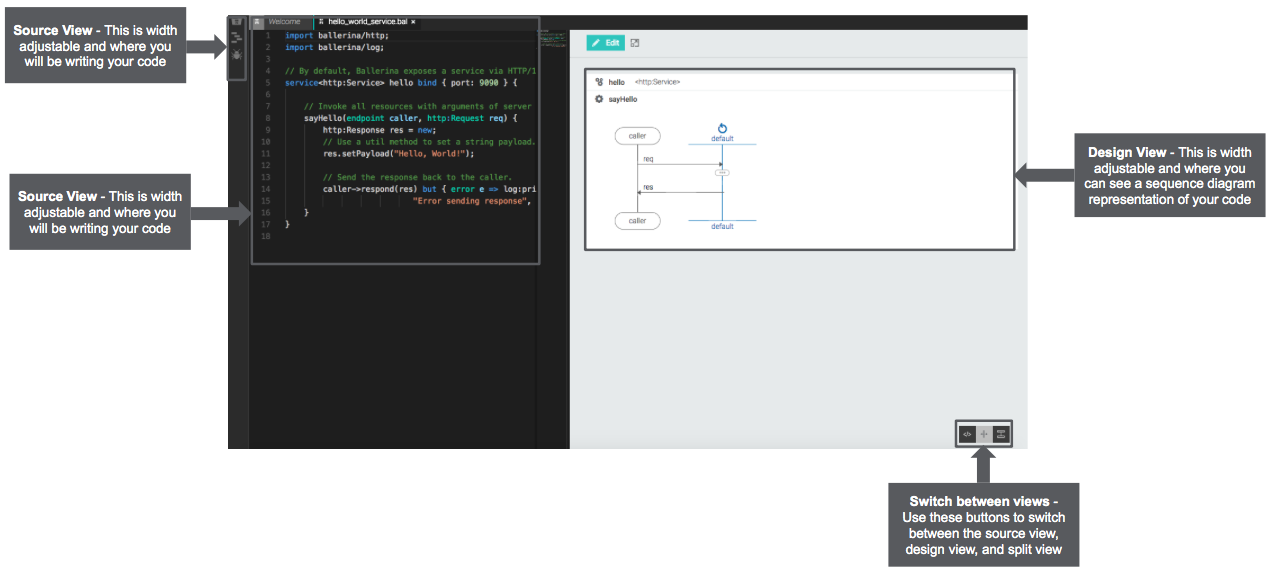 Source View - This is width
adjustable and where you
will be writing your code
Source View - This is width
adjustable and where you
will be writing your code
Welcome
hello_world_service.bal ×
1 import ballerina/http;
2 import ballerina/log;
3
4 // By default, Ballerina exposes a service via HTTP/1
5 service<http:Service> hello bind { port: 9090 } {
6
7 // Invoke all resources with arguments of server
8 sayHello(endpoint caller, http:Request req) {
9 http:Response res = new;
10 // Use a util method to set a string payload.
11 res.setPayload("Hello, World!");
12
13 // Send the response back to the caller.
14 caller->respond(res) but { error e => log:pri
15 "Error sending response",
16 }
17 }
18
Edit
hello <http:Service>
sayHello
caller
default
req
res
caller
default
</>
Design View - This is width
adjustable and where you
can see a sequence diagram
representation of your code
Switch between views -
Use these buttons to switch
between the source view,
design view, and split view